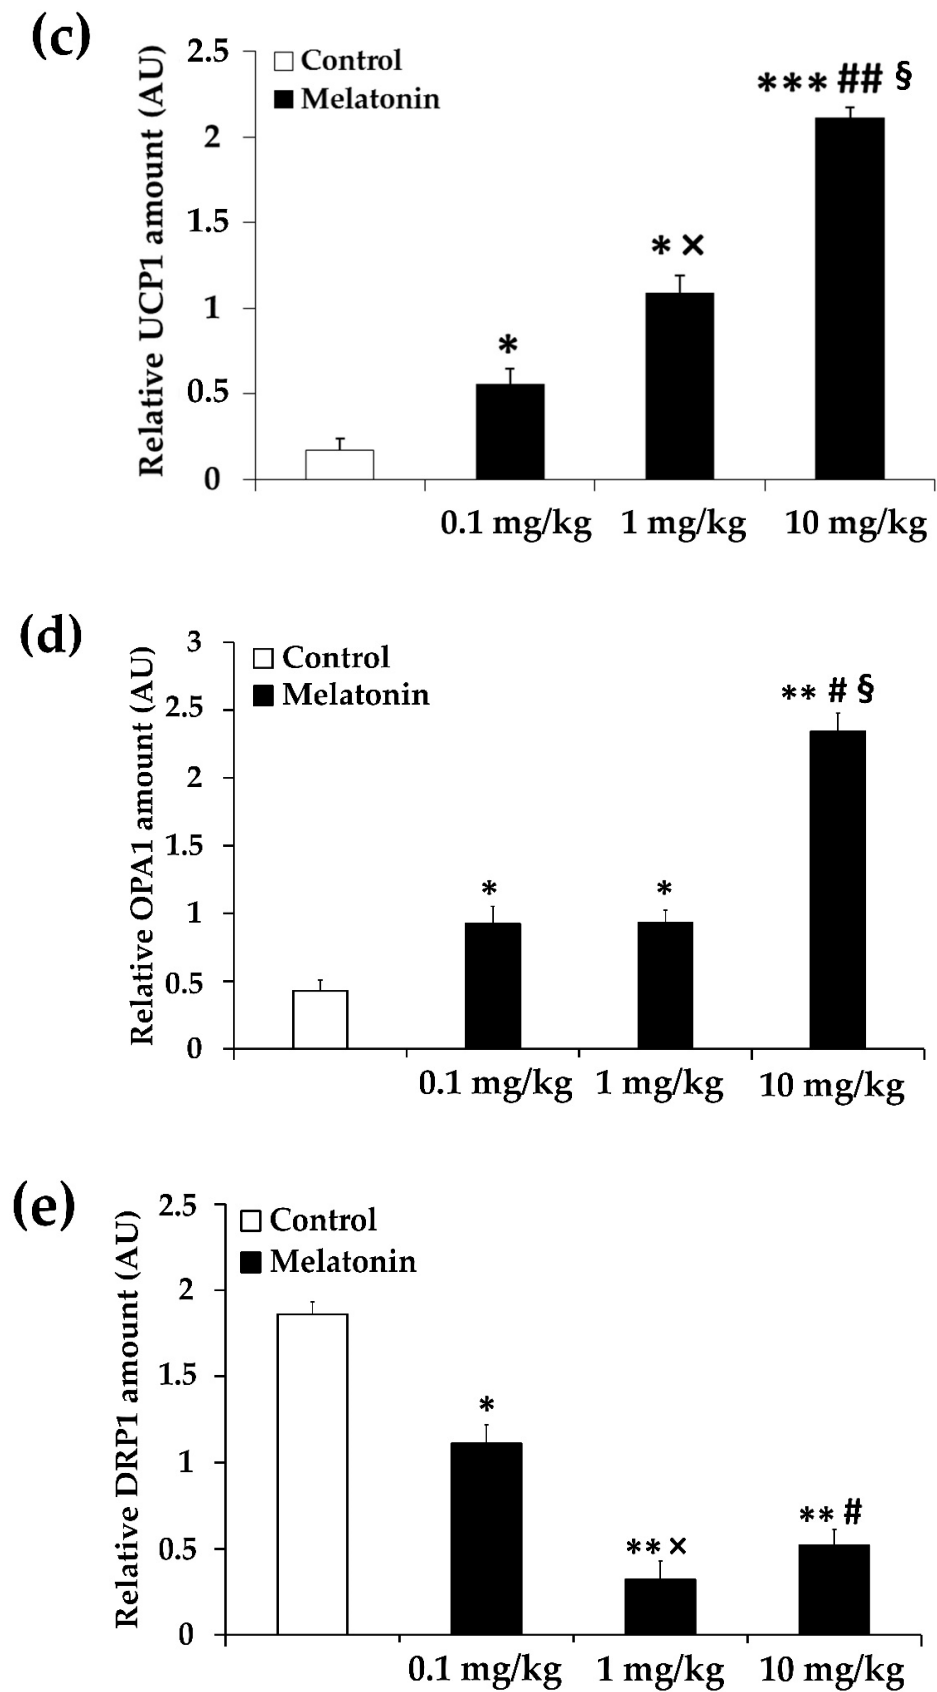 (c)
Relative UCP1 amount (AU)
2.5
2
1.5
1
0.5
0
Control
Melatonin
*
* ×
*** ## §
0.1 mg/kg 1 mg/kg 10 mg/kg
(d)
Relative OPA1 amount (AU)
3
2.5
2
1.5
1
0.5
0
Control
Melatonin
*
*
** # §
0.1 mg/kg 1 mg/kg 10 mg/kg
(e)
Relative DRP1 amount (AU)
2.5
2
1.5
1
0.5
0
Control
Melatonin
*
** ×
** #
0.1 mg/kg 1 mg/kg 10 mg/kg